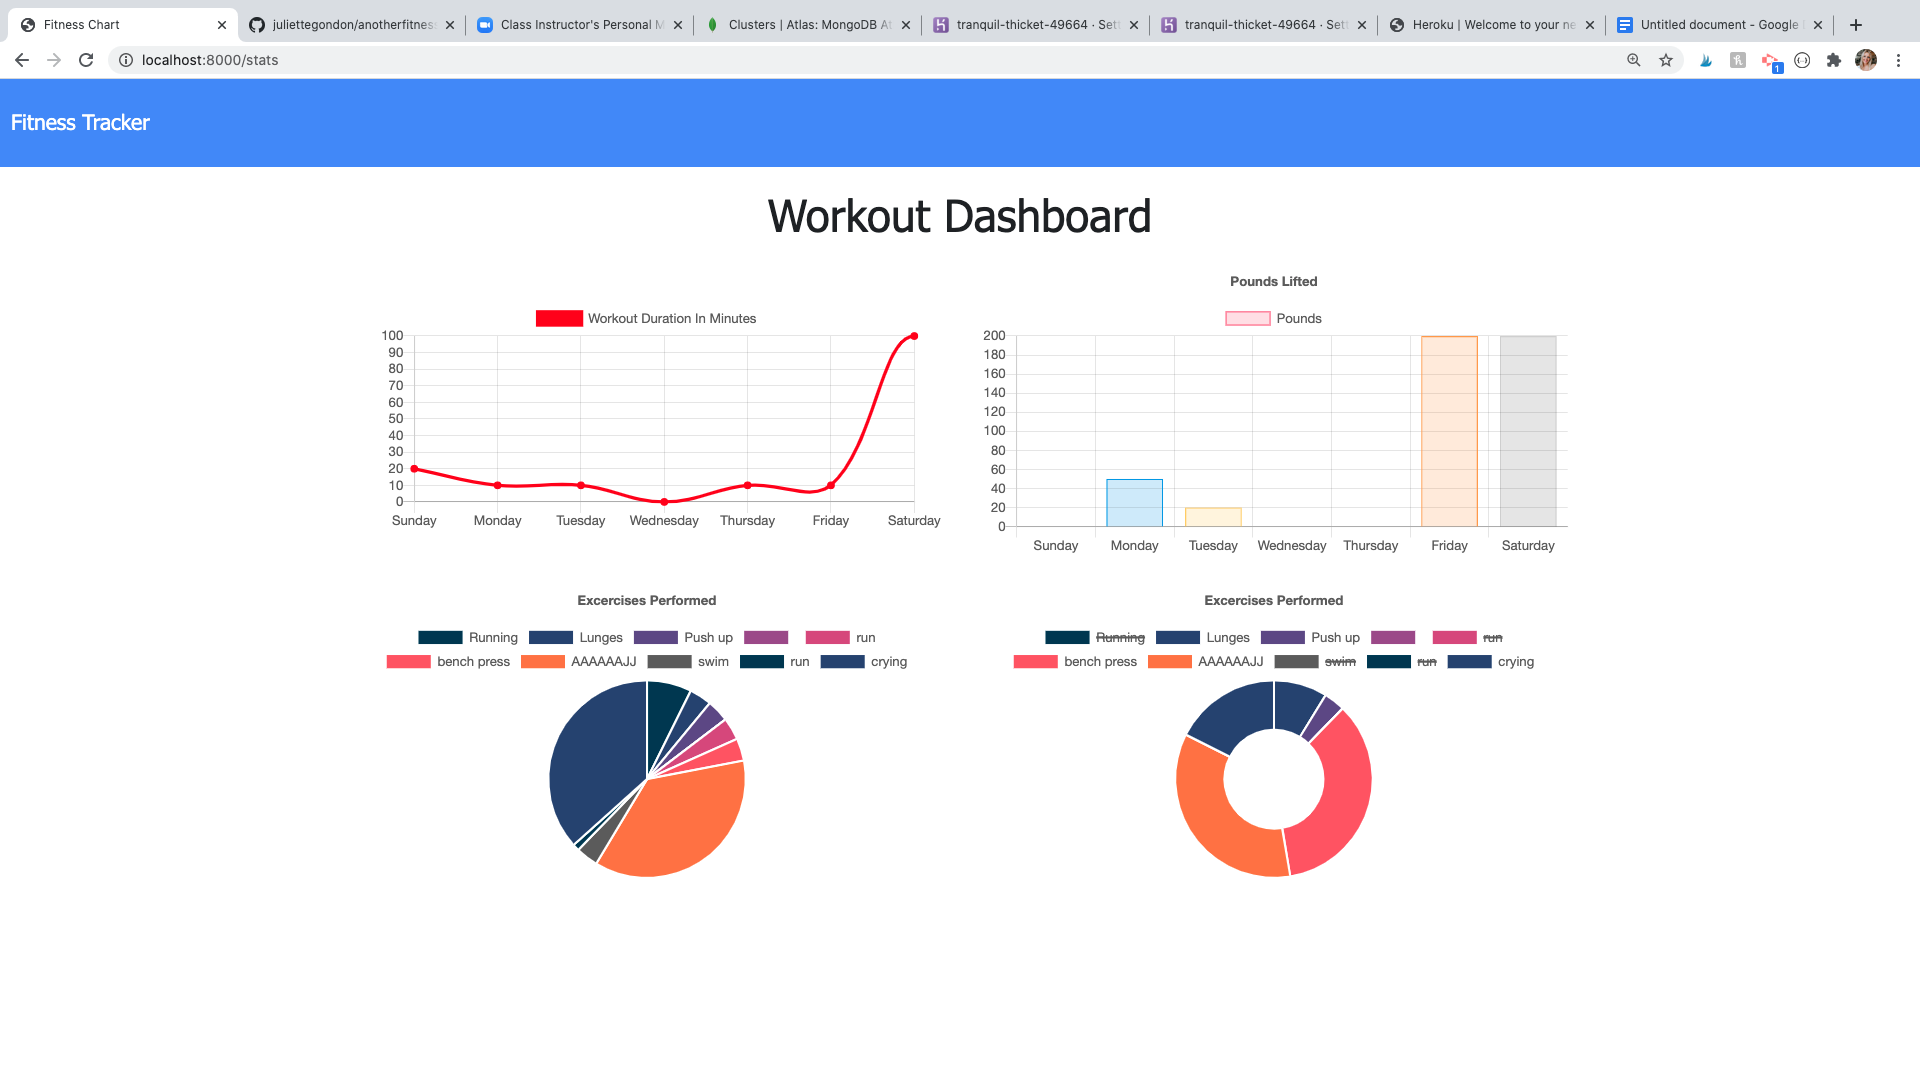 Fitness Chart
juliettegondon/anotherfitnes
Class Instructor's Personal M
Clusters | Atlas: MongoDB At
tranquil-thicket-49664 · Sett
tranquil-thicket-49664 · Sett
Heroku | Welcome to your ne
Untitled document - Google
localhost:8000/stats
1
Fitness Tracker
Workout Dashboard
Workout Duration In Minutes
100
90
80
70
60
50
40
30
20
10
0
Sunday Monday Tuesday Wednesday Thursday Friday Saturday
Pounds Lifted
Pounds
200
180
160
140
120
100
80
60
40
20
0
Sunday Monday Tuesday Wednesday Thursday Friday Saturday
Excercises Performed
Running Lunges Push up run
bench press AAAAAAJJ swim run crying
Excercises Performed
Running Lunges Push up run
bench press AAAAAAJJ swim run crying